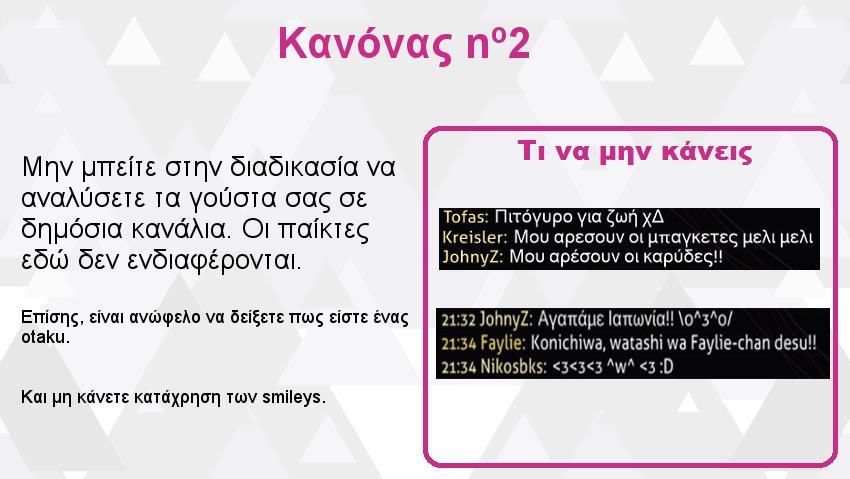 Κανόνας nº2
Μην μπείτε στην διαδικασία να
αναλύσετε τα γούστα σας σε
δημόσια κανάλια. Οι παίκτες
εδώ δεν ενδιαφέρονται.
Επίσης, είναι ανώφελο να δείξετε πως είστε ένας
otaku.
Και μη κάνετε κατάχρηση των smileys.
Τι να μην κάνεις
Tofas: Πιτόγυρο για ζωή χΔ
Kreisler: Μου αρεσουν οι μπαγκετες μελι μελι
JohnyZ: Μου αρέσουν οι καρύδες!!
21:32 JohnyZ: Αγαπάμε Ιαπωνία!! \o^3^o/
21:34 Faylie: Konichiwa, watashi wa Faylie-chan desu!!
21:34 Nikosbks: <3<3<3 ^w^ <3 :D